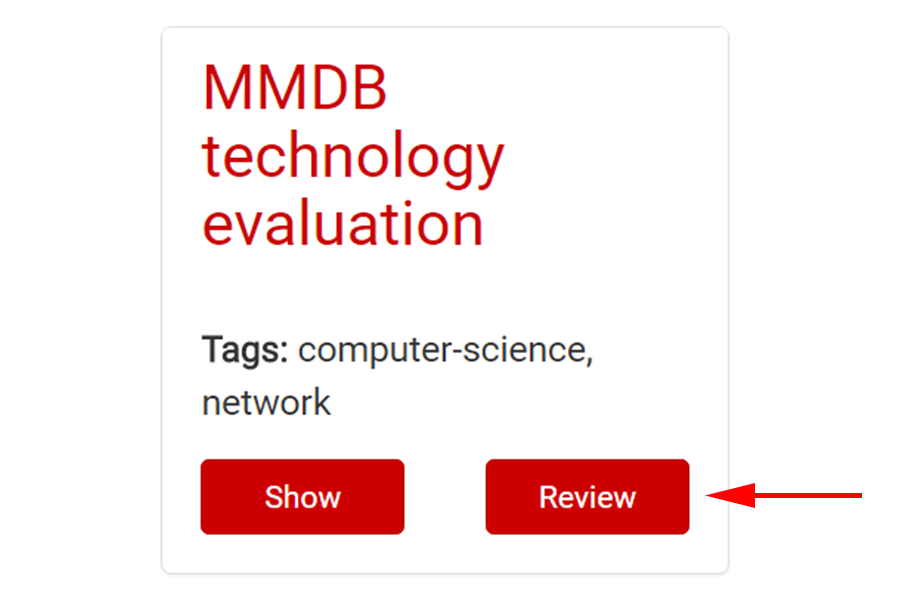 MMDB
technology
evaluation
Tags: computer-science,
network
Show
Review